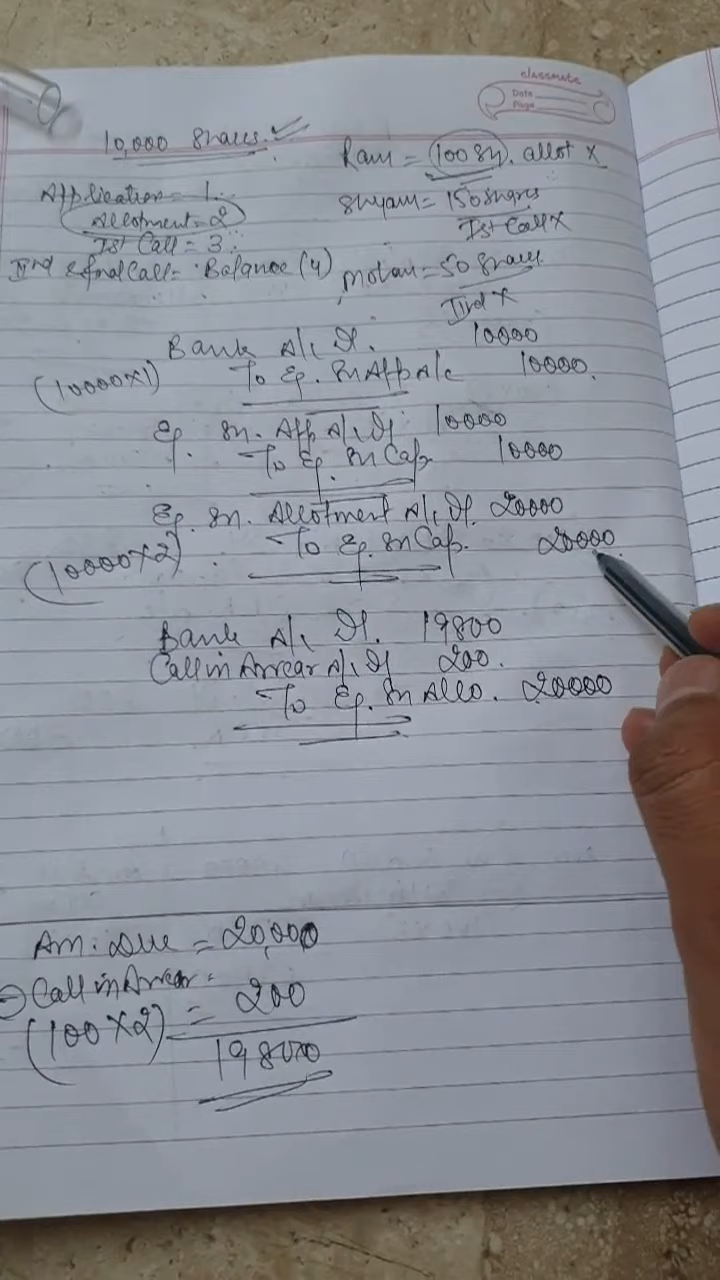 classmate
Date
Page
10,000 Shares.
Ram = 100 Sh. allot X
Application = 1.
Shyam = 150 Shares
Allotment = 2
Ist Call X
Ist Call = 3.
IInd & final Call = Balance (4)
Mohan = 50 Shares
IInd X
Bank A/c Dr. 10000
(10000X1) To Eq. Sh App A/c 10000.
Eq. Sh. App A/c Dr 10000
To Eq. Sh Cap. 10000
Eq. Sh. Allotment A/c Dr. 20000
(10000X2) To Eq. Sh Cap. 20000
Bank A/c Dr. 19800
Call in Arrear A/c Dr 200.
To Eq. Sh Allo. 20000
Am. Due = 20,000
(-) Call in Arrear =
(100X2) = 200
19800